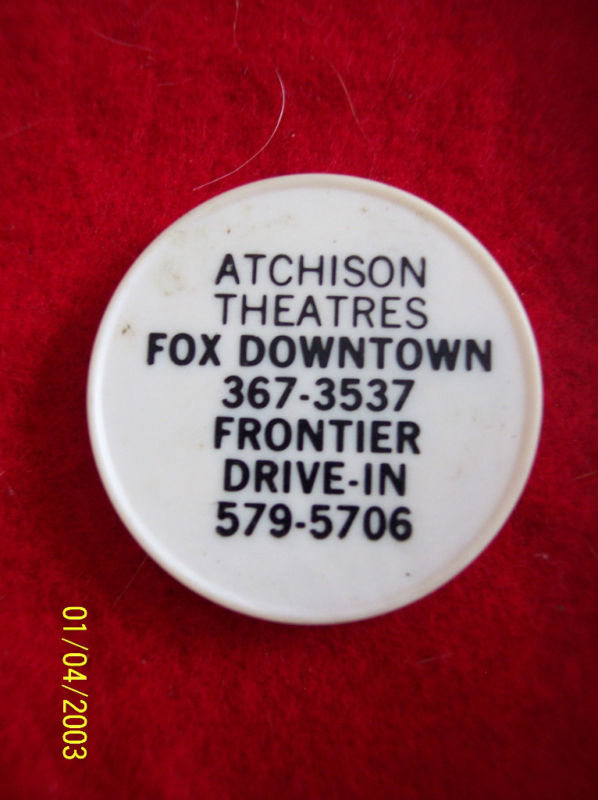 ATCHISON
THEATRES
FOX DOWNTOWN
367-3537
FRONTIER
DRIVE-IN
579-5706
01/04/2003